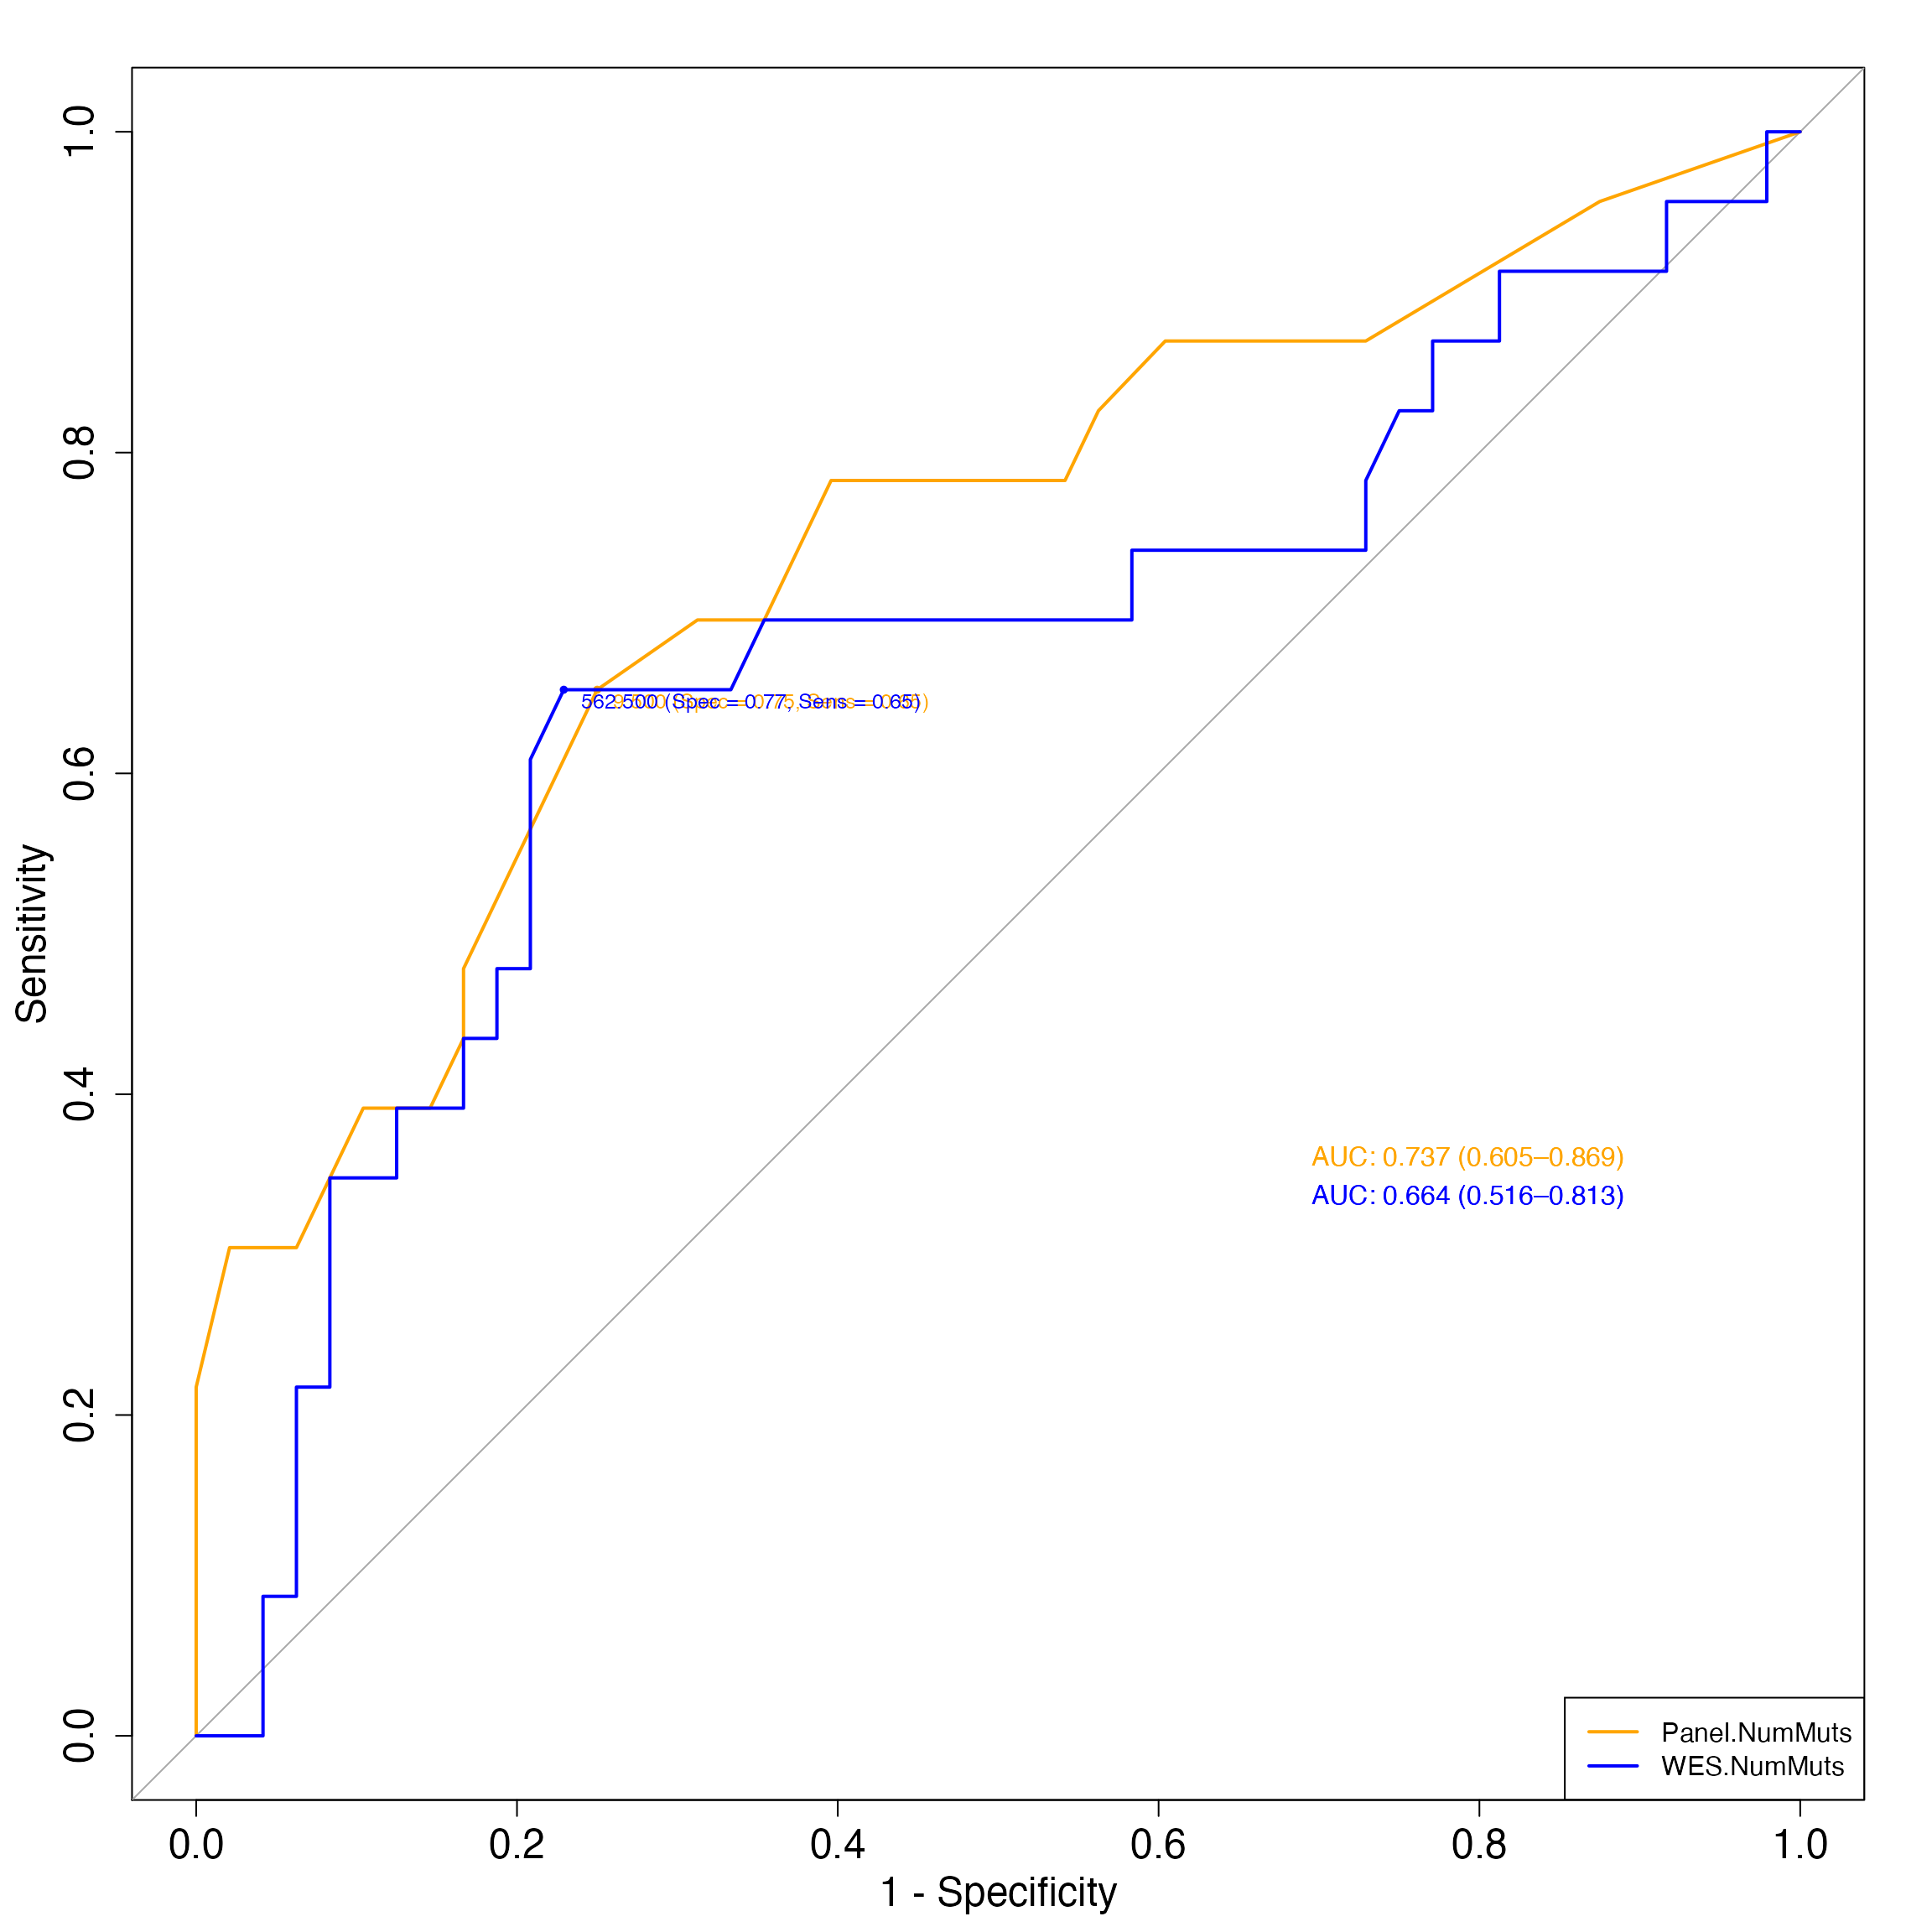 1.0
0.8
0.6
0.4
0.2
0.0
Sensitivity
562.500 (Spec = 0.77, Sens = 0.65)
AUC: 0.737 (0.605–0.869)
AUC: 0.664 (0.516–0.813)
Panel.NumMuts
WES.NumMuts
0.0 0.2 0.4 0.6 0.8 1.0
1 - Specificity